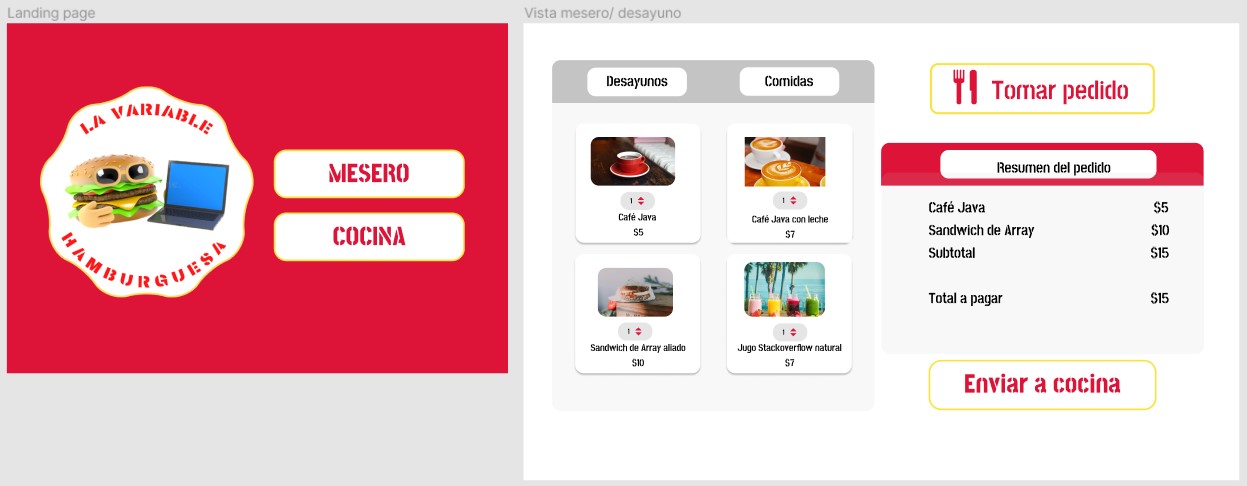 Landing page
LA VARIABLE
HAMBURGUESA
MESERO
COCINA
Vista mesero/ desayuno
Desayunos
Comidas
1
Café Java
$5
1
Café Java con leche
$7
1
Sandwich de Array aliado
$10
1
Jugo Stackoverflow natural
$7
Tomar pedido
Resumen del pedido
Café Java $5
Sandwich de Array $10
Subtotal $15
Total a pagar $15
Enviar a cocina